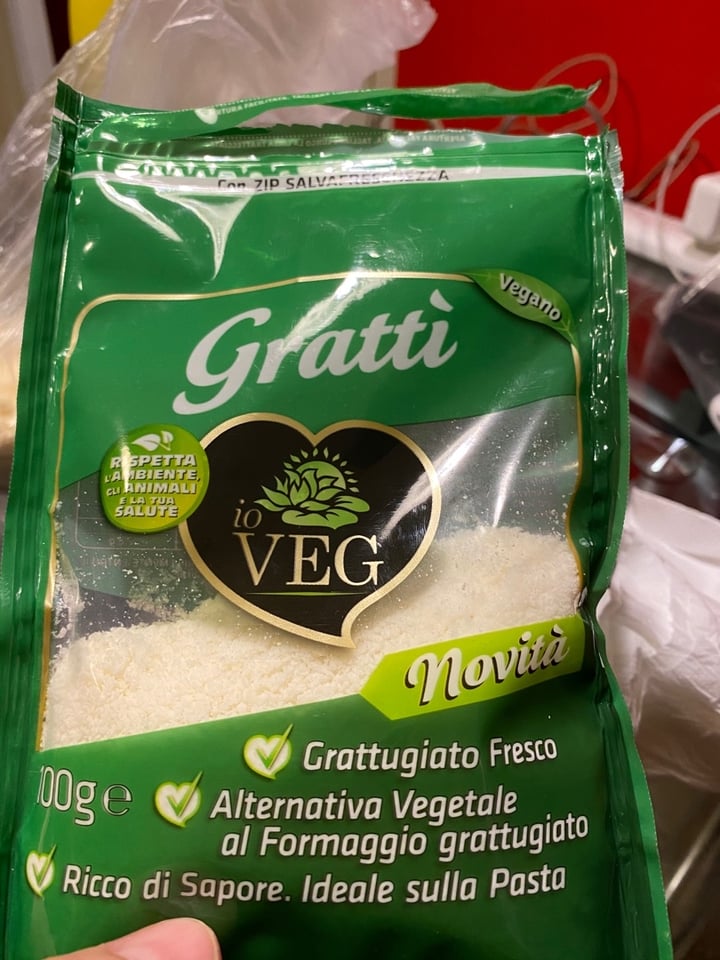 Con ZIP SALVAFRESCHEZZA
Vegano
Grattì
RISPETTA
L'AMBIENTE,
GLI ANIMALI
E LA TUA
SALUTE
io
VEG
Novità
Grattugiato Fresco
100g e
Alternativa Vegetale
al Formaggio grattugiato
Ricco di Sapore. Ideale sulla Pasta